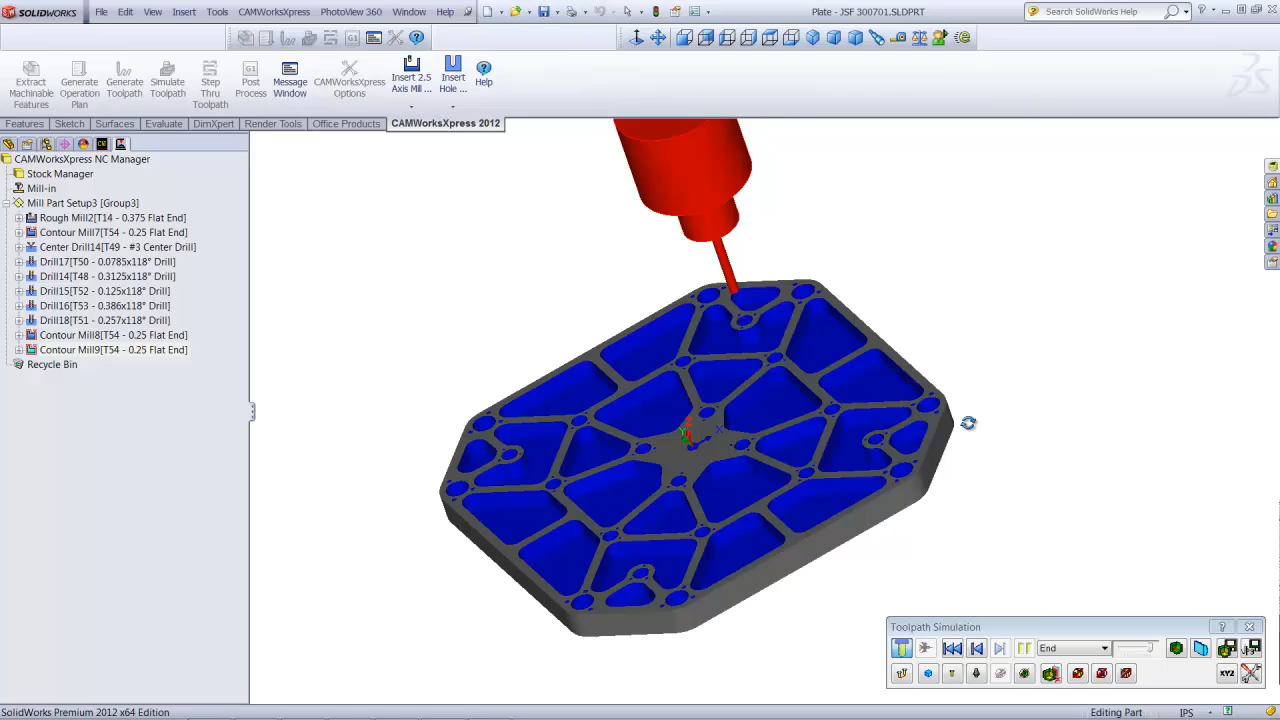 SOLIDWORKS File Edit View Insert Tools CAMWorksXpress PhotoView 360 Window Help Plate - JSF 300701.SLDPRT Search SolidWorks Help
Extract Machinable Features
Generate Operation Plan
Generate Toolpath
Simulate Toolpath
Step Thru Toolpath
G1
Post Process
Message Window
CAMWorksXpress Options
Insert 2.5 Axis Mill ...
Insert Hole ...
Help
Features Sketch Surfaces Evaluate DimXpert Render Tools Office Products CAMWorksXpress 2012
CAMWorksXpress NC Manager
Stock Manager
Mill-in
Mill Part Setup3 [Group3]
Rough Mill2[T14 - 0.375 Flat End]
Contour Mill7[T54 - 0.25 Flat End]
Center Drill14[T49 - #3 Center Drill]
Drill17[T50 - 0.0785x118° Drill]
Drill14[T48 - 0.3125x118° Drill]
Drill15[T52 - 0.125x118° Drill]
Drill16[T53 - 0.386x118° Drill]
Drill18[T51 - 0.257x118° Drill]
Contour Mill8[T54 - 0.25 Flat End]
Contour Mill9[T54 - 0.25 Flat End]
Recycle Bin
Toolpath Simulation
End
XYZ
SolidWorks Premium 2012 x64 Edition Editing Part IPS